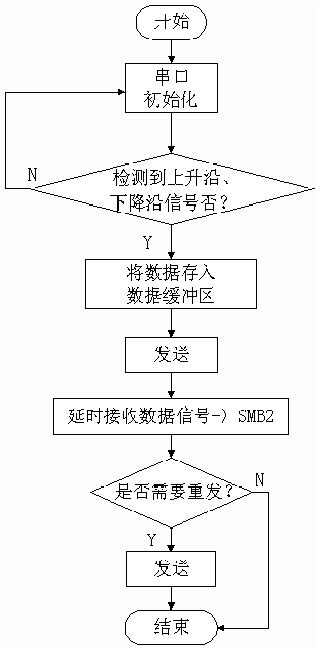 开始
串口
初始化
N
检测到上升沿、
下降沿信号否？
Y
将数据存入
数据缓冲区
发送
延时接收数据信号-〉SMB2
是否需要重发？
N
Y
发送
结束